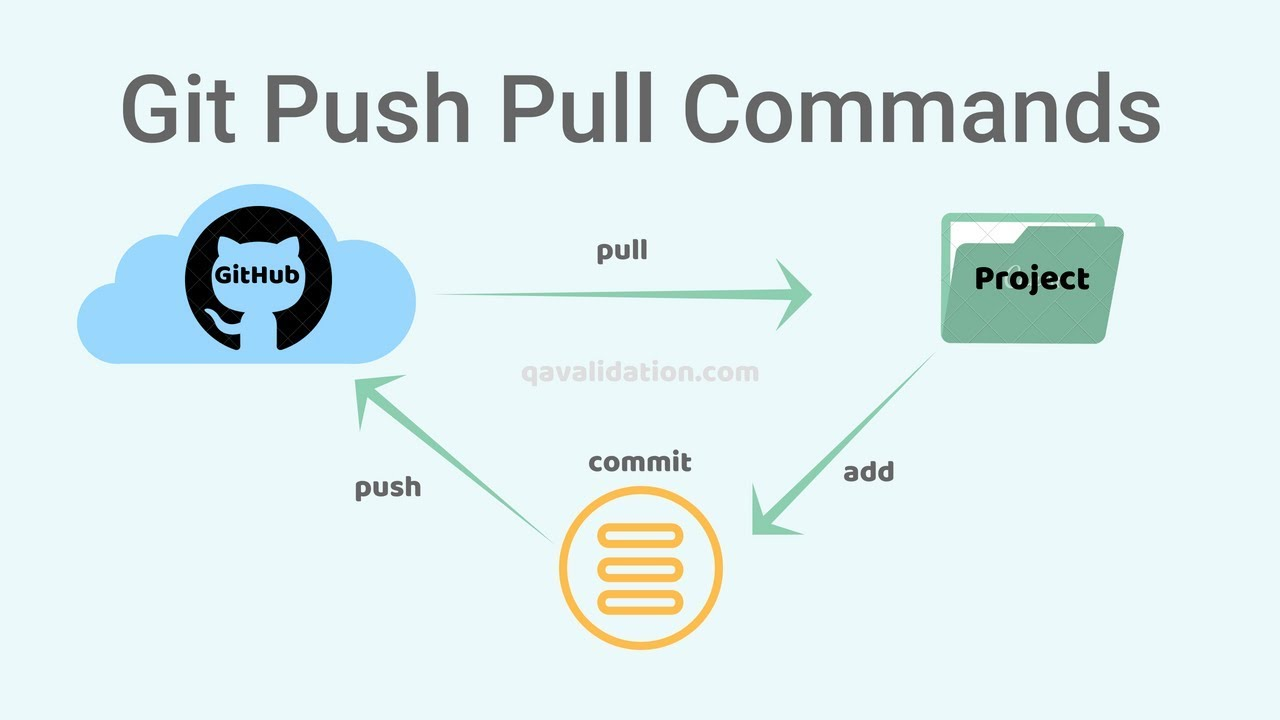 Git Push Pull Commands
GitHub
pull
Project
qavalidation.com
commit
add
push